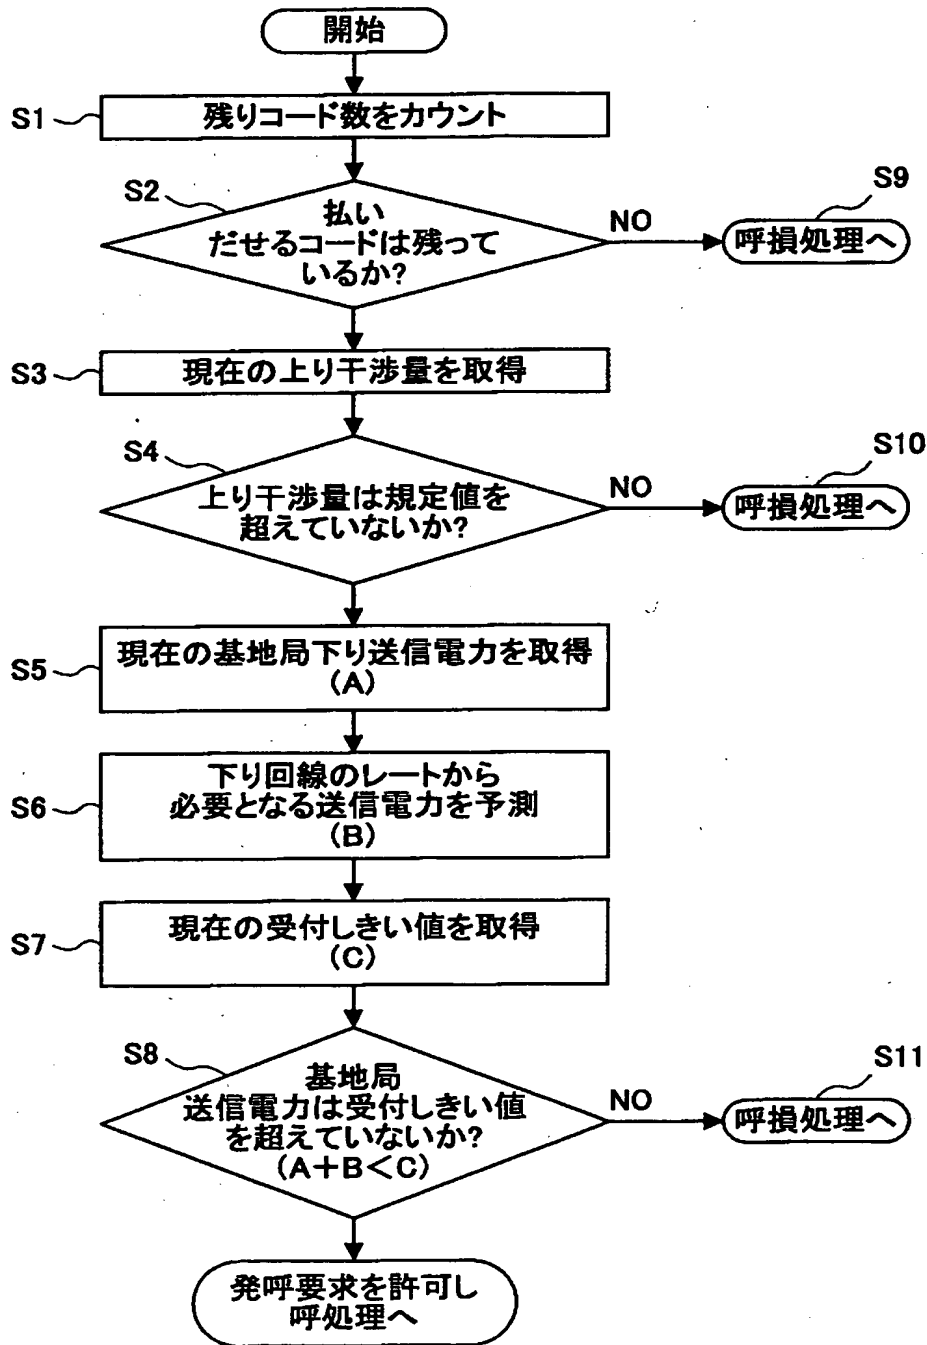 開始
S1
残りコード数をカウント
S2
払い
だせるコードは残って
いるか?
NO
S9
呼損処理へ
S3
現在の上り干渉量を取得
S4
上り干渉量は規定値を
超えていないか?
NO
S10
呼損処理へ
S5
現在の基地局下り送信電力を取得
(A)
S6
下り回線のレートから
必要となる送信電力を予測
(B)
S7
現在の受付しきい値を取得
(C)
S8
基地局
送信電力は受付しきい値
を超えていないか?
(A+B<C)
NO
S11
呼損処理へ
発呼要求を許可し
呼処理へ